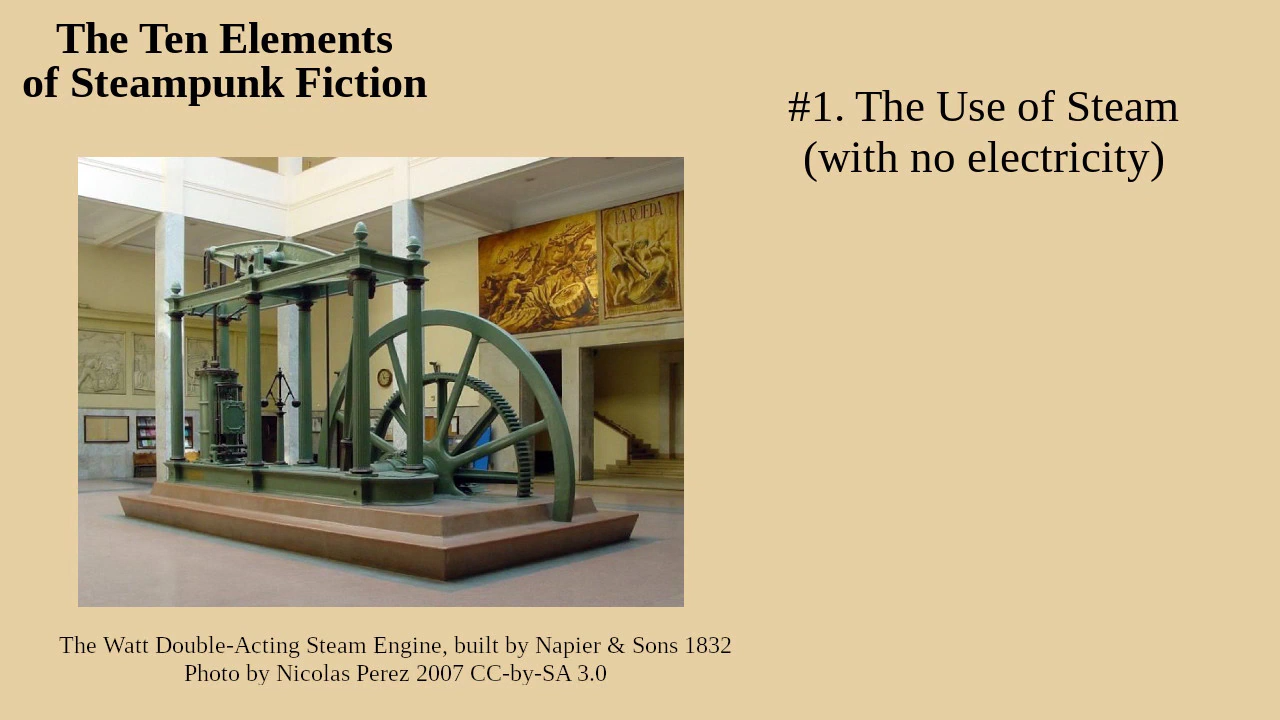 The Ten Elements
of Steampunk Fiction
#1. The Use of Steam
(with no electricity)
LA RUEDA
The Watt Double-Acting Steam Engine, built by Napier & Sons 1832
Photo by Nicolas Perez 2007 CC-by-SA 3.0